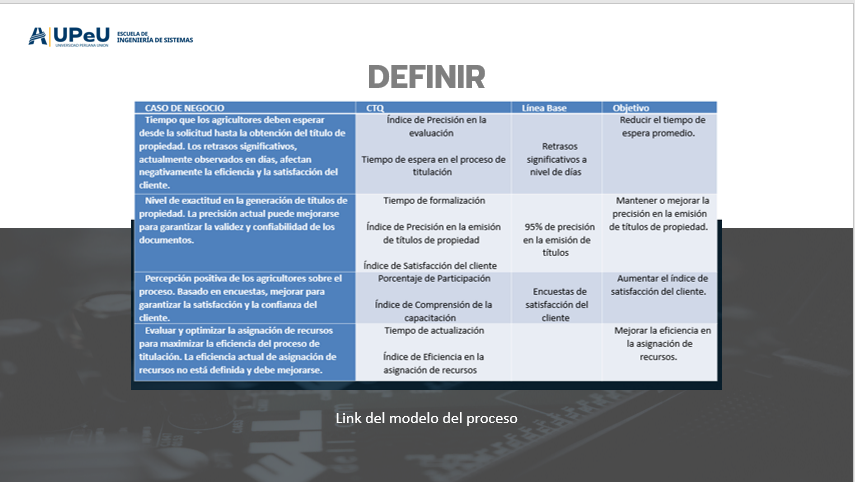 UPeU
UNIVERSIDAD PERUANA UNIÓN
ESCUELA DE
INGENIERÍA DE SISTEMAS
DEFINIR
CASO DE NEGOCIO
CTQ
Línea Base
Objetivo
Tiempo que los agricultores deben esperar
desde la solicitud hasta la obtención del título de
propiedad. Los retrasos significativos,
actualmente observados en días, afectan
negativamente la eficiencia y la satisfacción del
cliente.
Índice de Precisión en la
evaluación
Tiempo de espera en el proceso de
titulación
Retrasos
significativos a
nivel de días
Reducir el tiempo de
espera promedio.
Nivel de exactitud en la generación de títulos de
propiedad. La precisión actual puede mejorarse
para garantizar la validez y confiabilidad de los
documentos.
Tiempo de formalización
Índice de Precisión en la emisión
de títulos de propiedad
Índice de Satisfacción del cliente
95% de precisión
en la emisión de
títulos
Mantener o mejorar la
precisión en la emisión
de títulos de propiedad.
Percepción positiva de los agricultores sobre el
proceso. Basado en encuestas, mejorar para
garantizar la satisfacción y la confianza del
cliente.
Porcentaje de Participación
Índice de Comprensión de la
capacitación
Encuestas de
satisfacción del
cliente
Aumentar el índice de
satisfacción del cliente.
Evaluar y optimizar la asignación de recursos
para maximizar la eficiencia del proceso de
titulación. La eficiencia actual de asignación de
recursos no está definida y debe mejorarse.
Tiempo de actualización
Índice de Eficiencia en la
asignación de recursos
Mejorar la eficiencia en
la asignación de
recursos.
Link del modelo del proceso